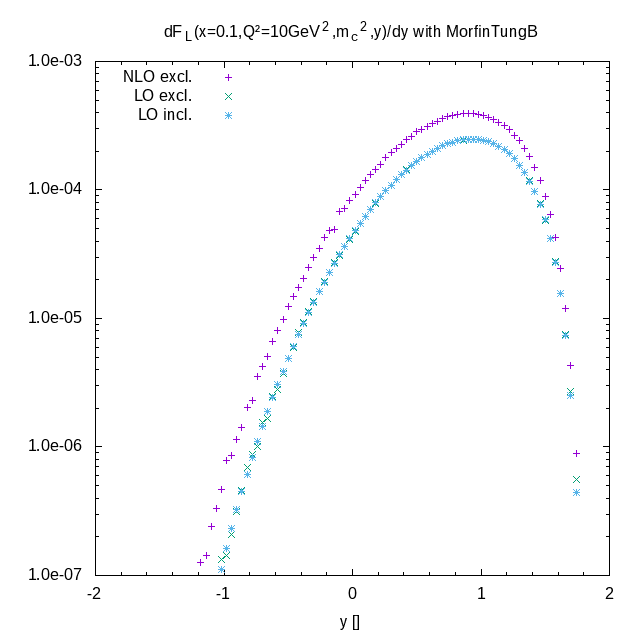 dF_L(x=0.1,Q²=10GeV²,m_c²,y)/dy with MorfinTungB
1.0e-03
NLO excl.
LO excl.
LO incl.
1.0e-04
1.0e-05
1.0e-06
1.0e-07
-2 -1 0 1 2
y []